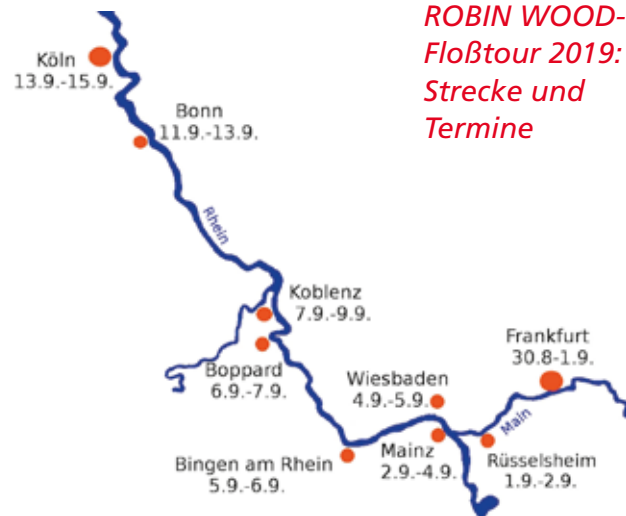 ROBIN WOOD-
Floßtour 2019:
Strecke und
Termine
Köln
13.9.-15.9.
Bonn
11.9.-13.9.
Rhein
Koblenz
7.9.-9.9.
Boppard
6.9.-7.9.
Frankfurt
30.8-1.9.
Wiesbaden
4.9.-5.9.
Main
Mainz
2.9.-4.9.
Rüsselsheim
1.9.-2.9.
Bingen am Rhein
5.9.-6.9.